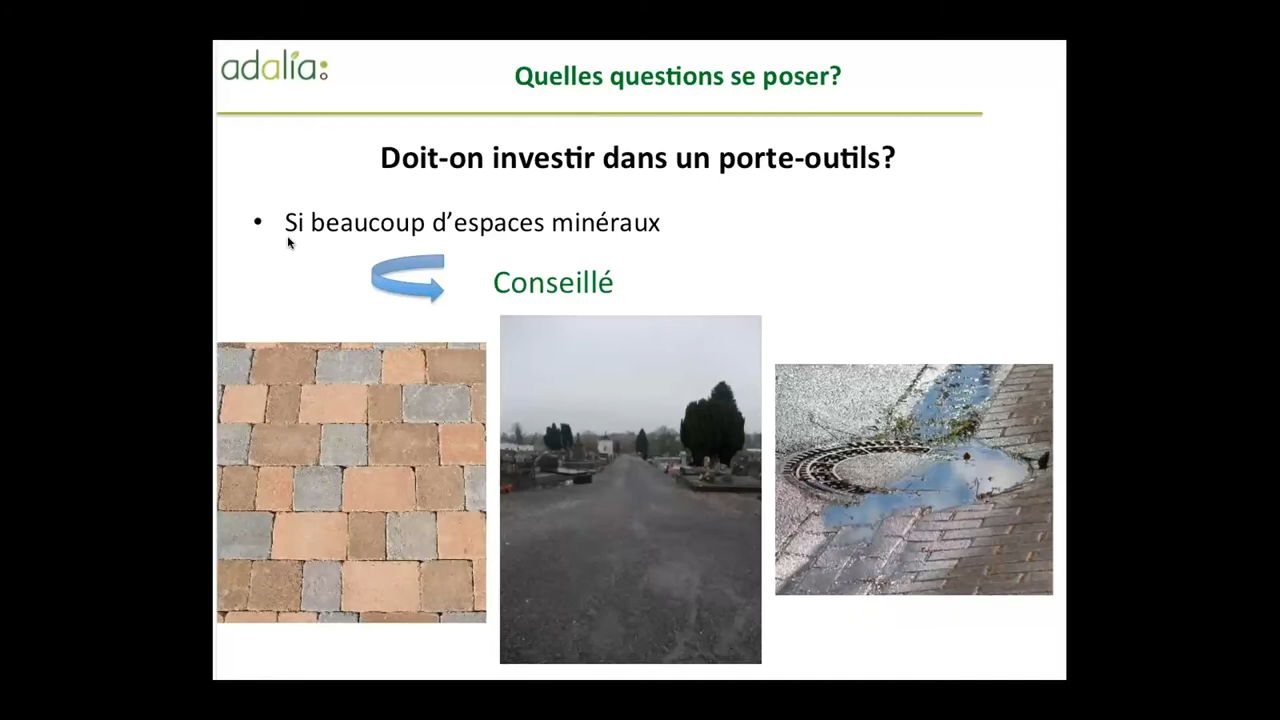 adalia
Quelles questions se poser?
Doit-on investir dans un porte-outils?
• Si beaucoup d'espaces minéraux
Conseillé